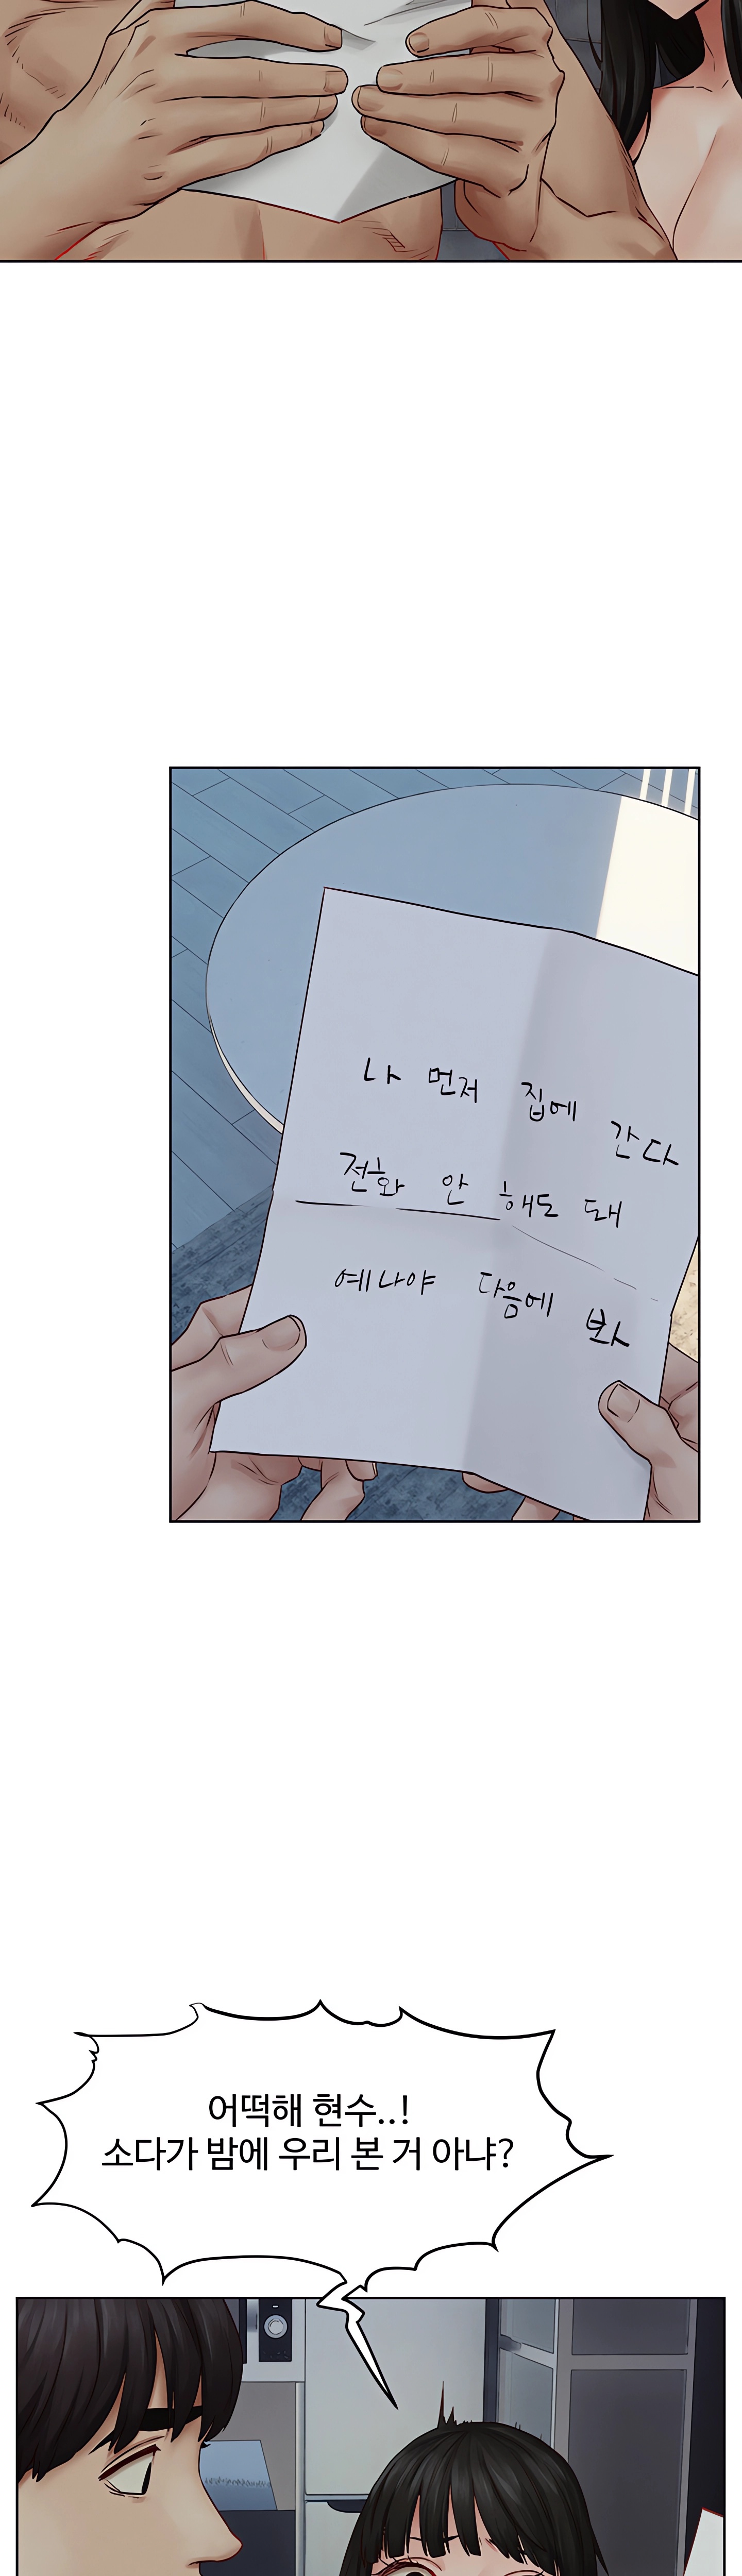 나 먼저 집에 간다
전화 안 해도 돼
예나야 다음에 봐
어떡해 현수..!
소다가 밤에 우리 본 거 아냐?